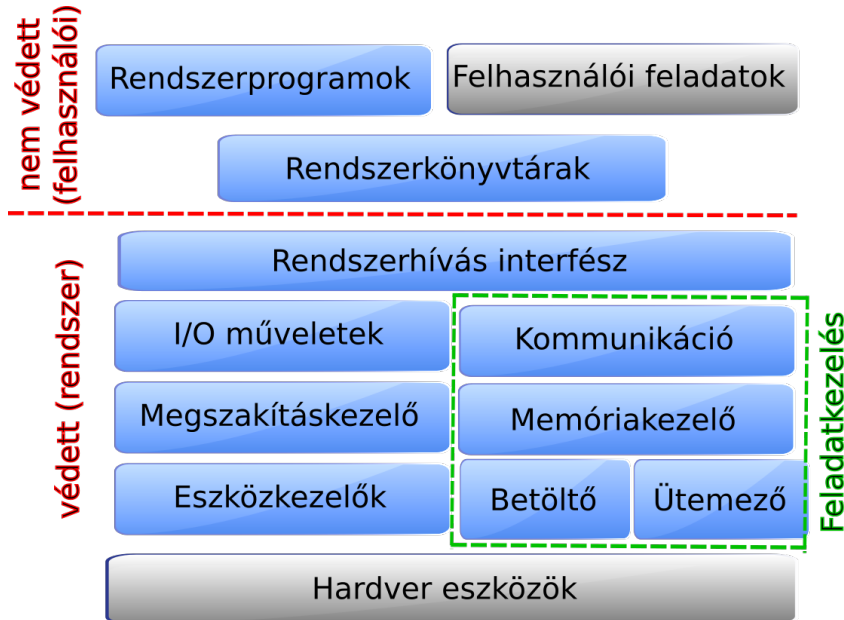 nem védett
(felhasználói)
Rendszerprogramok
Felhasználói feladatok
Rendszerkönyvtárak
védett (rendszer)
Rendszerhívás interfész
I/O műveletek
Kommunikáció
Megszakításkezelő
Memóriakezelő
Eszközkezelők
Betöltő
Ütemező
Feladatkezelés
Hardver eszközök